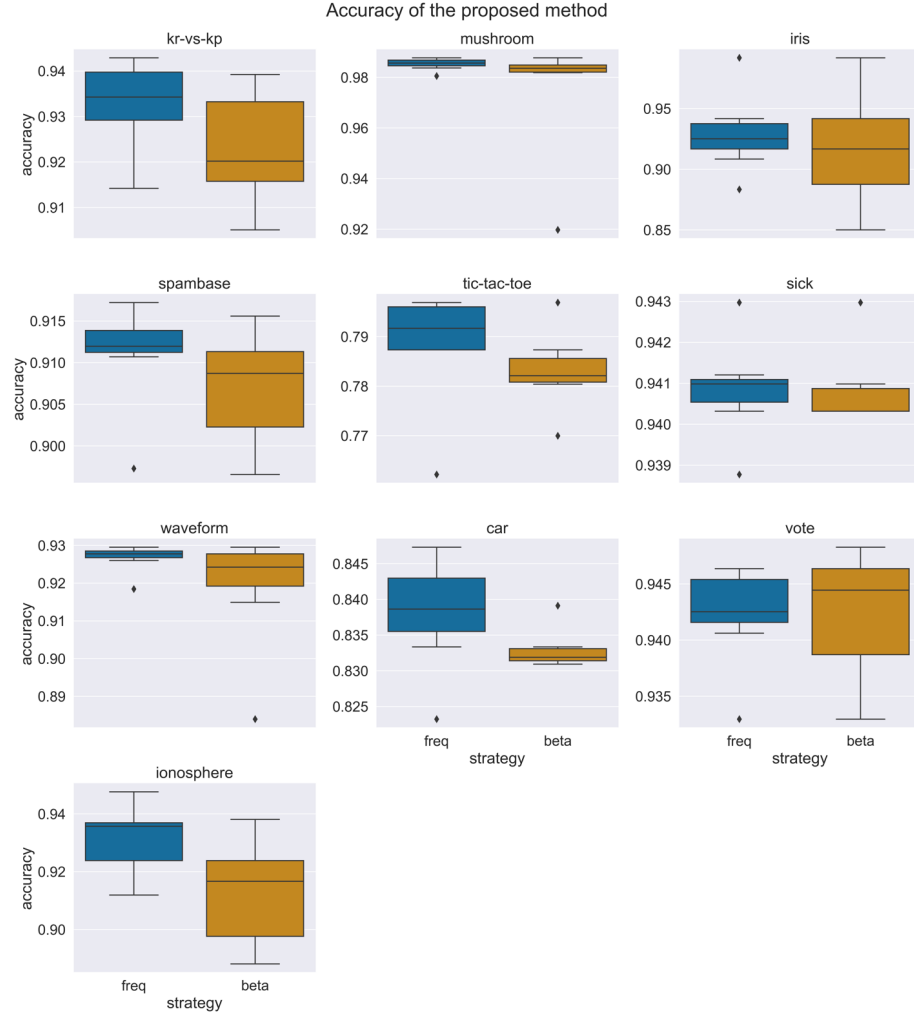 Accuracy of the proposed method
kr-vs-kp
mushroom
iris
0.94
0.93
0.92
0.91
accuracy
0.98
0.96
0.94
0.92
0.95
0.90
0.85
spambase
tic-tac-toe
sick
0.915
0.910
0.905
0.900
accuracy
0.79
0.78
0.77
0.943
0.942
0.941
0.940
0.939
waveform
car
vote
0.93
0.92
0.91
0.90
0.89
accuracy
0.845
0.840
0.835
0.830
0.825
freq
beta
strategy
0.945
0.940
0.935
freq
beta
strategy
ionosphere
0.94
0.92
0.90
accuracy
freq
beta
strategy